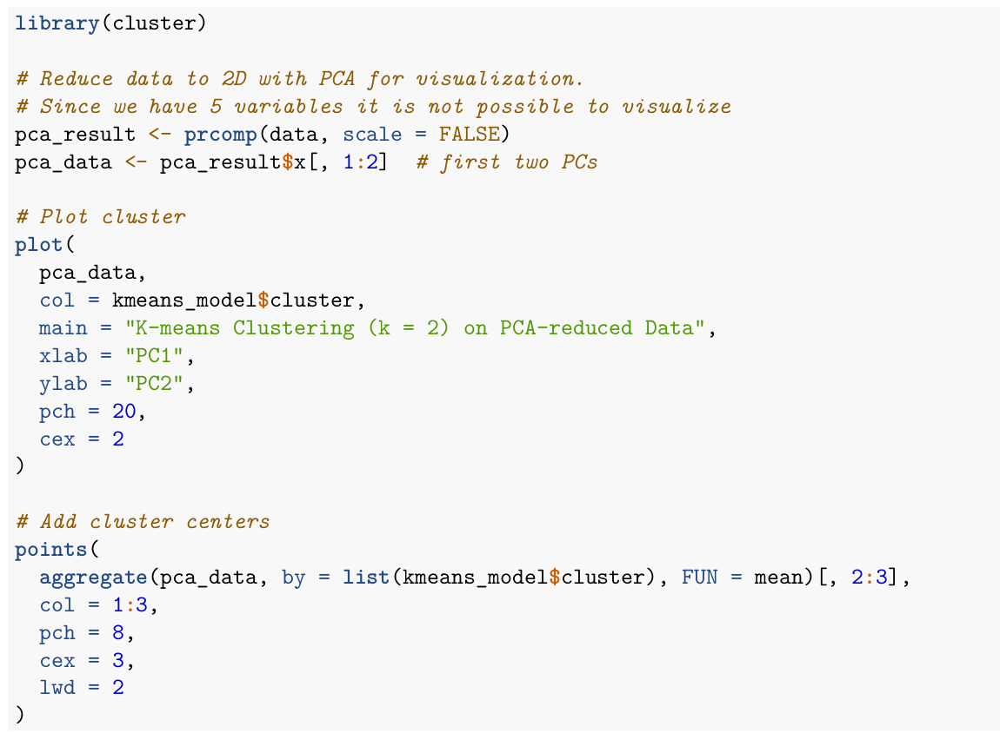 library(cluster)
# Reduce data to 2D with PCA for visualization.
# Since we have 5 variables it is not possible to visualize
pca_result <- prcomp(data, scale = FALSE)
pca_data <- pca_result$x[, 1:2]  # first two PCs
# Plot cluster
plot(
  pca_data,
  col = kmeans_model$cluster,
  main = "K-means Clustering (k = 2) on PCA-reduced Data",
  xlab = "PC1",
  ylab = "PC2",
  pch = 20,
  cex = 2
)
# Add cluster centers
points(
  aggregate(pca_data, by = list(kmeans_model$cluster), FUN = mean)[, 2:3],
  col = 1:3,
  pch = 8,
  cex = 3,
  lwd = 2
)